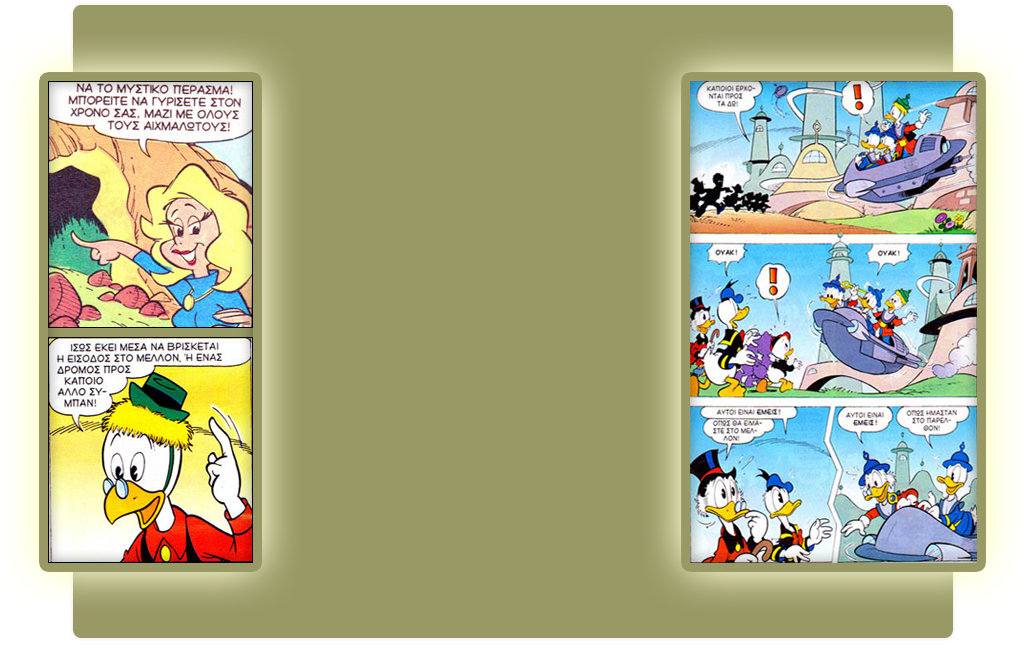 ΝΑ ΤΟ ΜΥΣΤΙΚΟ ΠΕΡΑΣΜΑ!
ΜΠΟΡΕΙΤΕ ΝΑ ΓΥΡΙΣΕΤΕ ΣΤΟΝ
ΧΡΟΝΟ ΣΑΣ, ΜΑΖΙ ΜΕ ΟΛΟΥΣ
ΤΟΥΣ ΑΙΧΜΑΛΩΤΟΥΣ!
ΙΣΩΣ ΕΚΕΙ ΜΕΣΑ ΝΑ ΒΡΙΣΚΕΤΑΙ
Η ΕΙΣΟΔΟΣ ΣΤΟ ΜΕΛΛΟΝ, Ή ΕΝΑΣ
ΔΡΟΜΟΣ ΠΡΟΣ
ΚΑΠΟΙΟ
ΑΛΛΟ ΣΥ-
ΜΠΑΝ!
ΚΑΠΟΙΟΙ ΕΡΧΟ-
ΝΤΑΙ ΠΡΟΣ
ΤΑ ΔΩ!
!
ΟΥΑΚ!
!
ΟΥΑΚ!
ΑΥΤΟΙ ΕΙΝΑΙ ΕΜΕΙΣ!
ΟΠΩΣ ΘΑ ΕΙΜΑ-
ΣΤΕ ΣΤΟ ΜΕΛ-
ΛΟΝ!
ΑΥΤΟΙ ΕΙΝΑΙ
ΕΜΕΙΣ!
ΟΠΩΣ ΗΜΑΣΤΑΝ
ΣΤΟ ΠΑΡΕΛ-
ΘΟΝ!